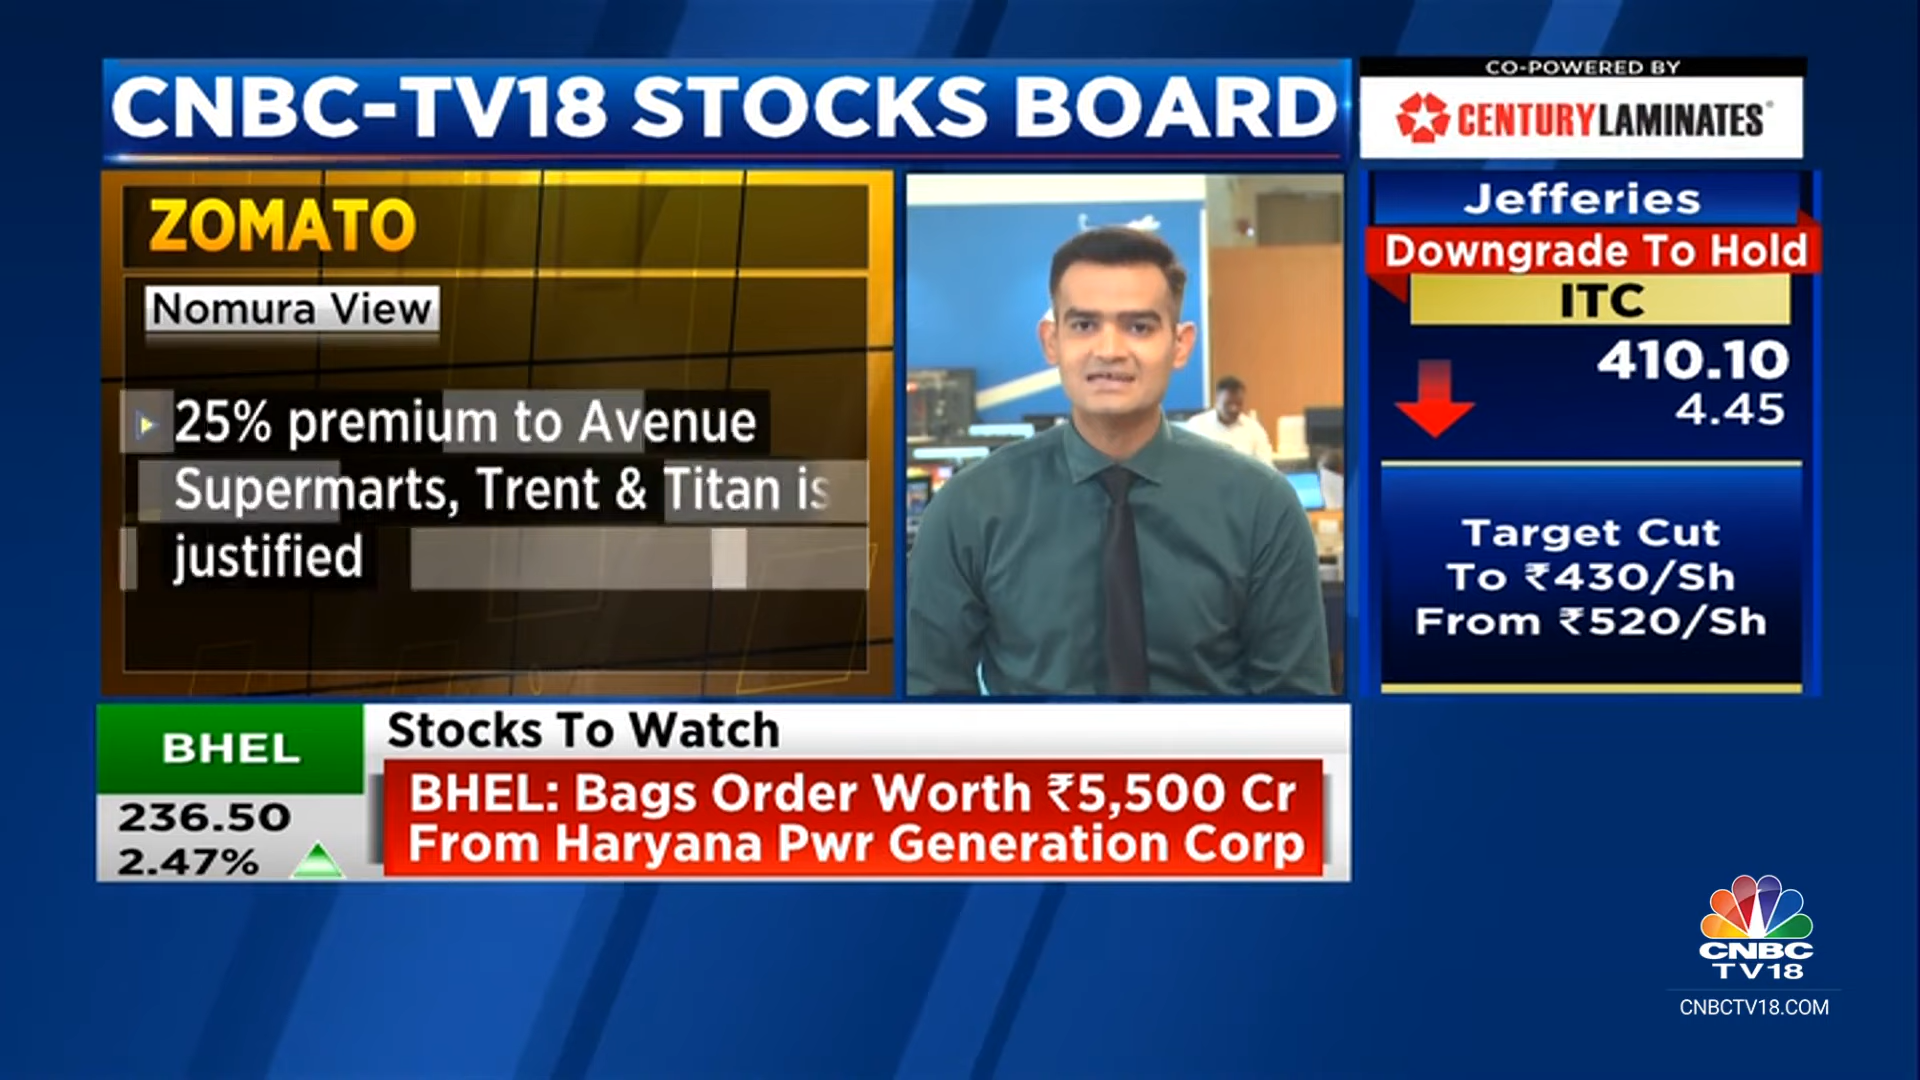 CNBC-TV18 STOCKS BOARD
CO-POWERED BY
CENTURYLAMINATES
ZOMATO
Nomura View
25% premium to Avenue
Supermarts, Trent & Titan is
justified
Jefferies
Downgrade To Hold
ITC
410.10
4.45
Target Cut
To ₹430/Sh
From ₹520/Sh
BHEL
236.50
2.47%
Stocks To Watch
BHEL: Bags Order Worth ₹5,500 Cr
From Haryana Pwr Generation Corp
CNBC
TV18
CNBCTV18.COM